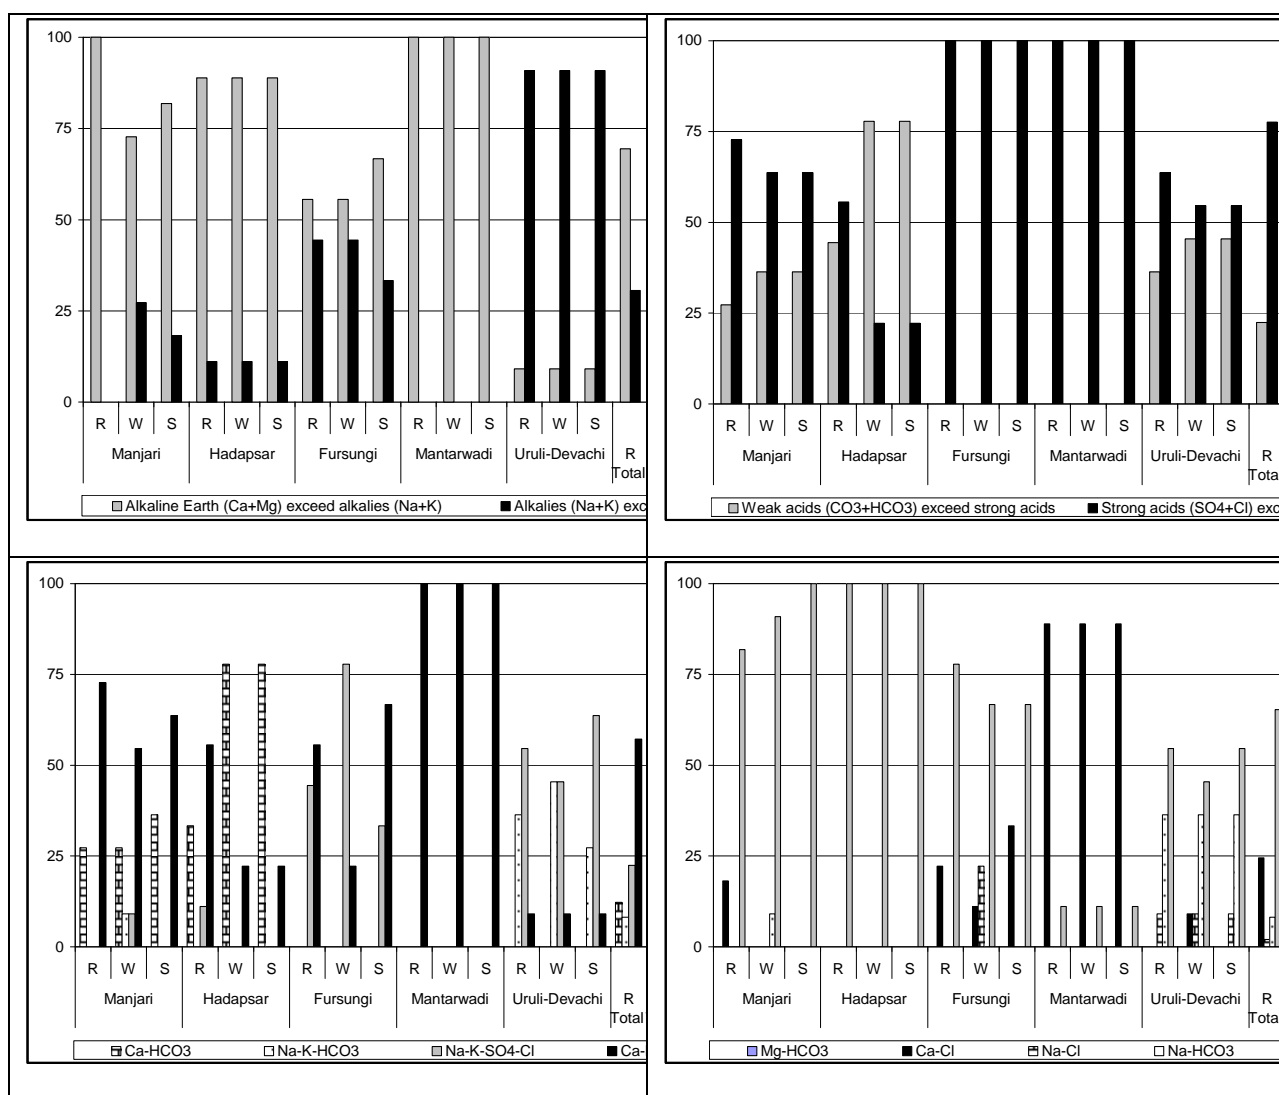 100
75
50
25
0
R W S R W S R W S R W S R W S R
Manjari Hadapsar Fursungi Mantarwadi Uruli-Devachi Total
Alkaline Earth (Ca+Mg) exceed alkalies (Na+K) Alkalies (Na+K) exc
100
75
50
25
0
R W S R W S R W S R W S R W S R
Manjari Hadapsar Fursungi Mantarwadi Uruli-Devachi Tota
Weak acids (CO3+HCO3) exceed strong acids Strong acids (SO4+Cl) exc
100
75
50
25
0
R W S R W S R W S R W S R W S R
Manjari Hadapsar Fursungi Mantarwadi Uruli-Devachi Total
Ca-HCO3 Na-K-HCO3 Na-K-SO4-Cl Ca-
100
75
50
25
0
R W S R W S R W S R W S R W S R
Manjari Hadapsar Fursungi Mantarwadi Uruli-Devachi Tota
Mg-HCO3 Ca-Cl Na-Cl Na-HCO3